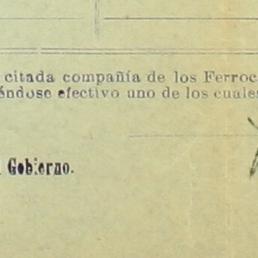 citada compañía de los Ferroc
éndose efectivo uno de los cuales
Gobierno.